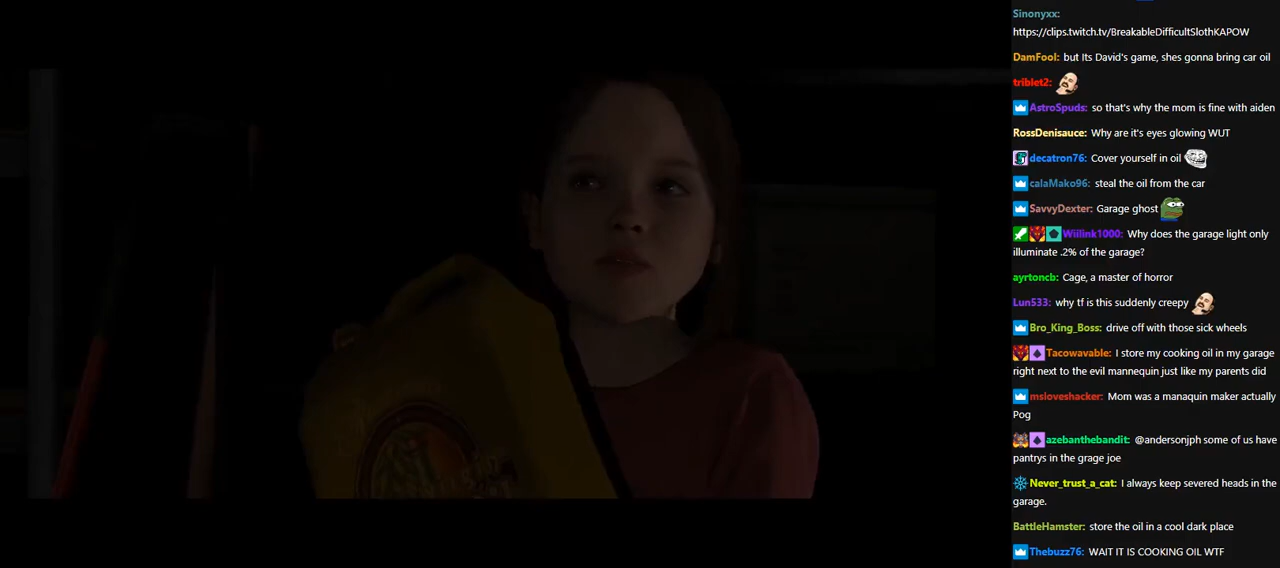 Sinonyxx:
https://clips.twitch.tv/BreakableDifficultSlothKAPOW
DamFool: but Its David's game, shes gonna bring car oil
triblet2:
AstroSpuds: so that's why the mom is fine with aiden
RossDenisauce: Why are it's eyes glowing WUT
decatron76: Cover yourself in oil
calaMako96: steal the oil from the car
SavvyDexter: Garage ghost
Wiilink1000: Why does the garage light only
illuminate .2% of the garage?
ayrtoncb: Cage, a master of horror
Lun533: why tf is this suddenly creepy
Bro_King_Boss: drive off with those sick wheels
Tacowavable: I store my cooking oil in my garage
right next to the evil mannequin just like my parents did
msloveshacker: Mom was a manaquin maker actually
Pog
azebanthebandit: @andersonjph some of us have
pantrys in the grage joe
Never_trust_a_cat: I always keep severed heads in the
garage.
BattleHamster: store the oil in a cool dark place
Thebuzz76: WAIT IT IS COOKING OIL WTF